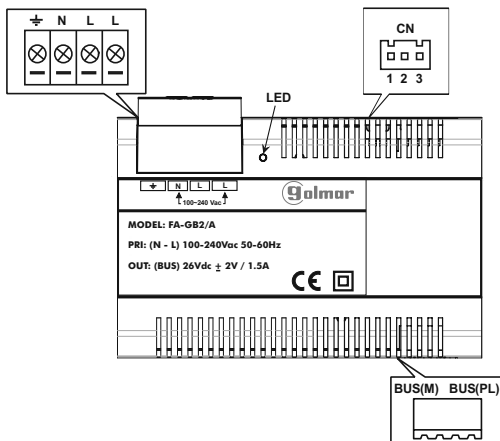 ⏚ N L L
CN
1 2 3
LED
⏚ N L L
100~240 Vac
golmar
MODEL: FA-GB2/A
PRI: (N - L) 100-240Vac 50-60Hz
OUT: (BUS) 26Vdc ± 2V / 1.5A
CE
BUS(M) BUS(PL)